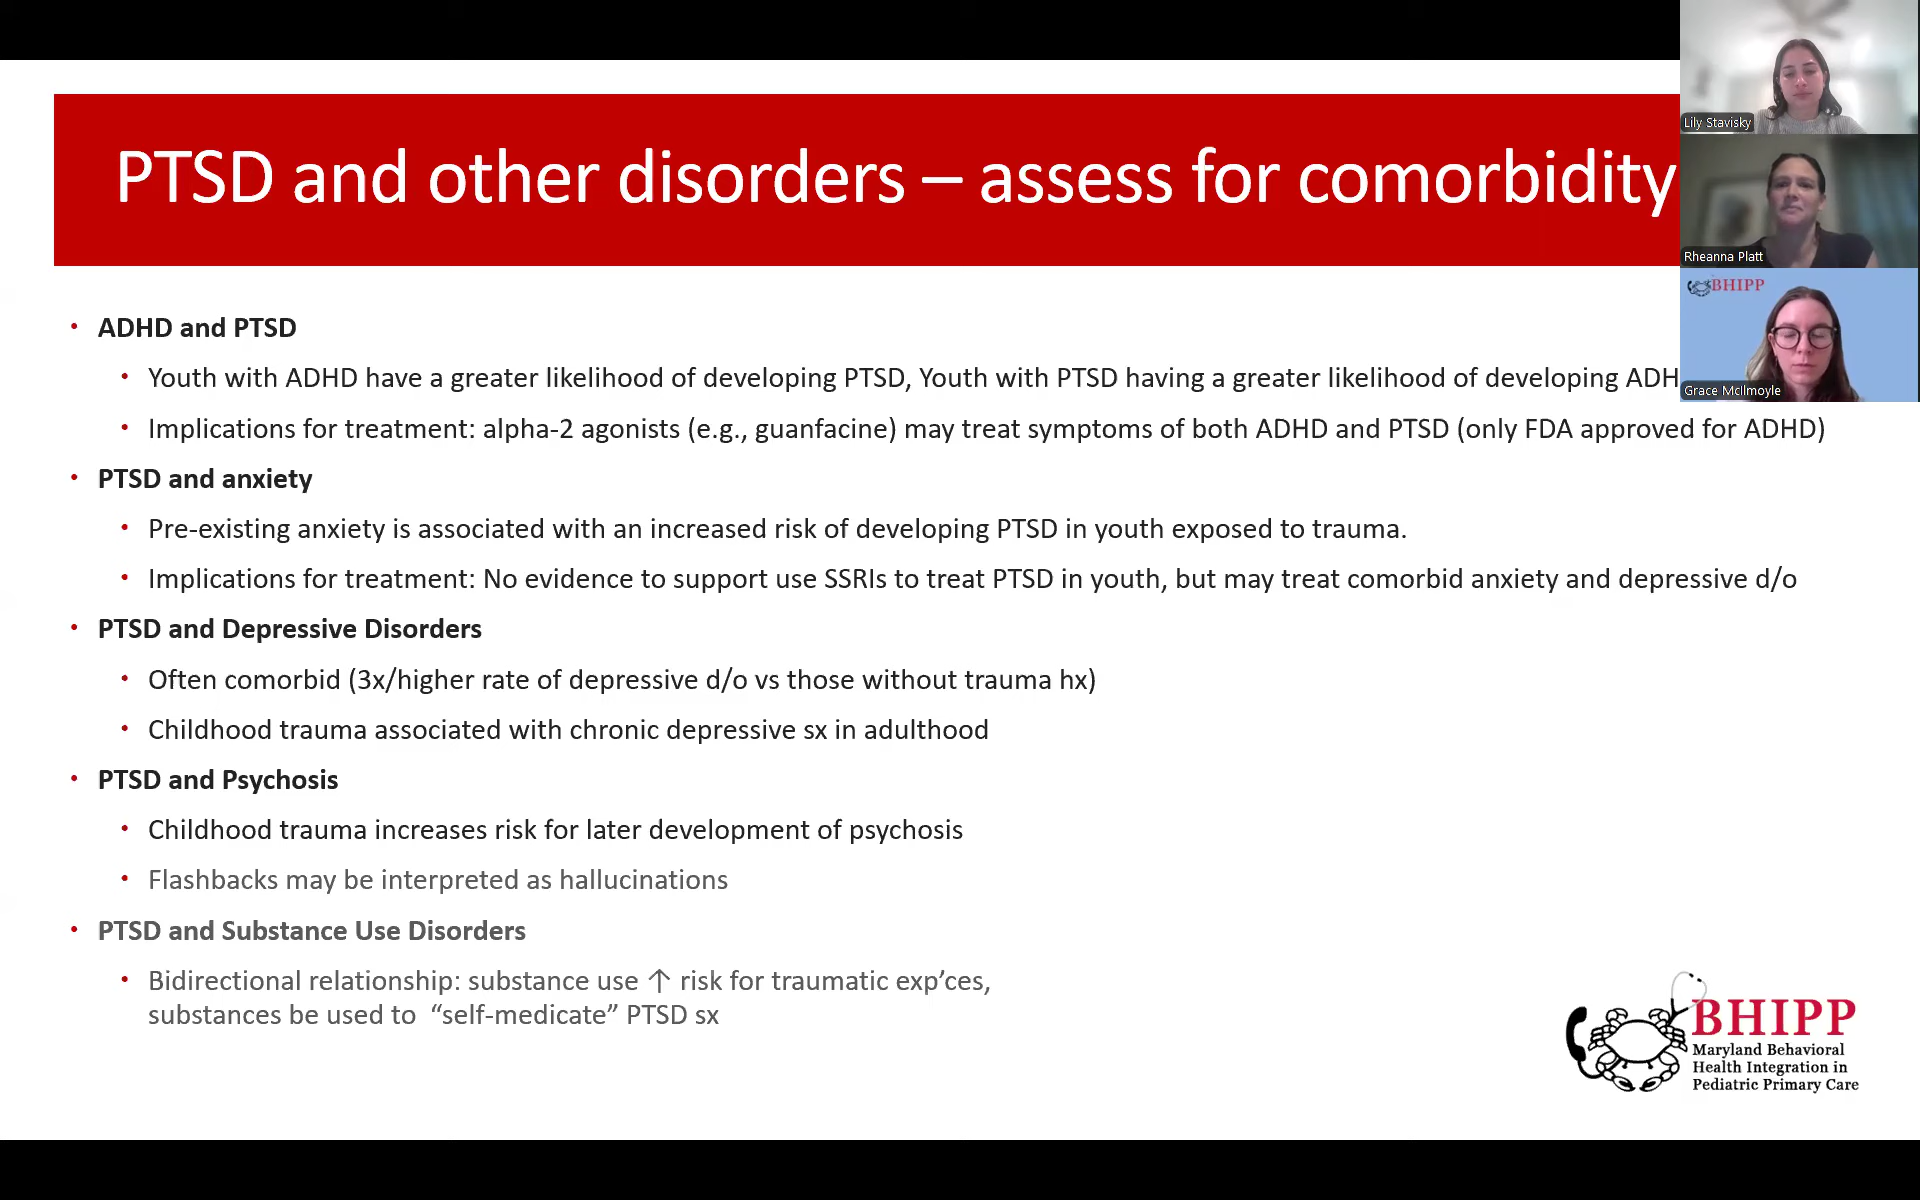 PTSD and other disorders – assess for comorbidity
Lily Stavisky
Rheanna Platt
BHIPP
Grace McIlmoyle
• ADHD and PTSD
• Youth with ADHD have a greater likelihood of developing PTSD, Youth with PTSD having a greater likelihood of developing ADH
• Implications for treatment: alpha-2 agonists (e.g., guanfacine) may treat symptoms of both ADHD and PTSD (only FDA approved for ADHD)
• PTSD and anxiety
• Pre-existing anxiety is associated with an increased risk of developing PTSD in youth exposed to trauma.
• Implications for treatment: No evidence to support use SSRIs to treat PTSD in youth, but may treat comorbid anxiety and depressive d/o
• PTSD and Depressive Disorders
• Often comorbid (3x/higher rate of depressive d/o vs those without trauma hx)
• Childhood trauma associated with chronic depressive sx in adulthood
• PTSD and Psychosis
• Childhood trauma increases risk for later development of psychosis
• Flashbacks may be interpreted as hallucinations
• PTSD and Substance Use Disorders
• Bidirectional relationship: substance use ↑ risk for traumatic exp’ces,
substances be used to “self-medicate” PTSD sx
BHIPP
Maryland Behavioral
Health Integration in
Pediatric Primary Care